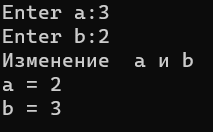 Enter a:3
Enter b:2
Изменение  а и b
a = 2
b = 3